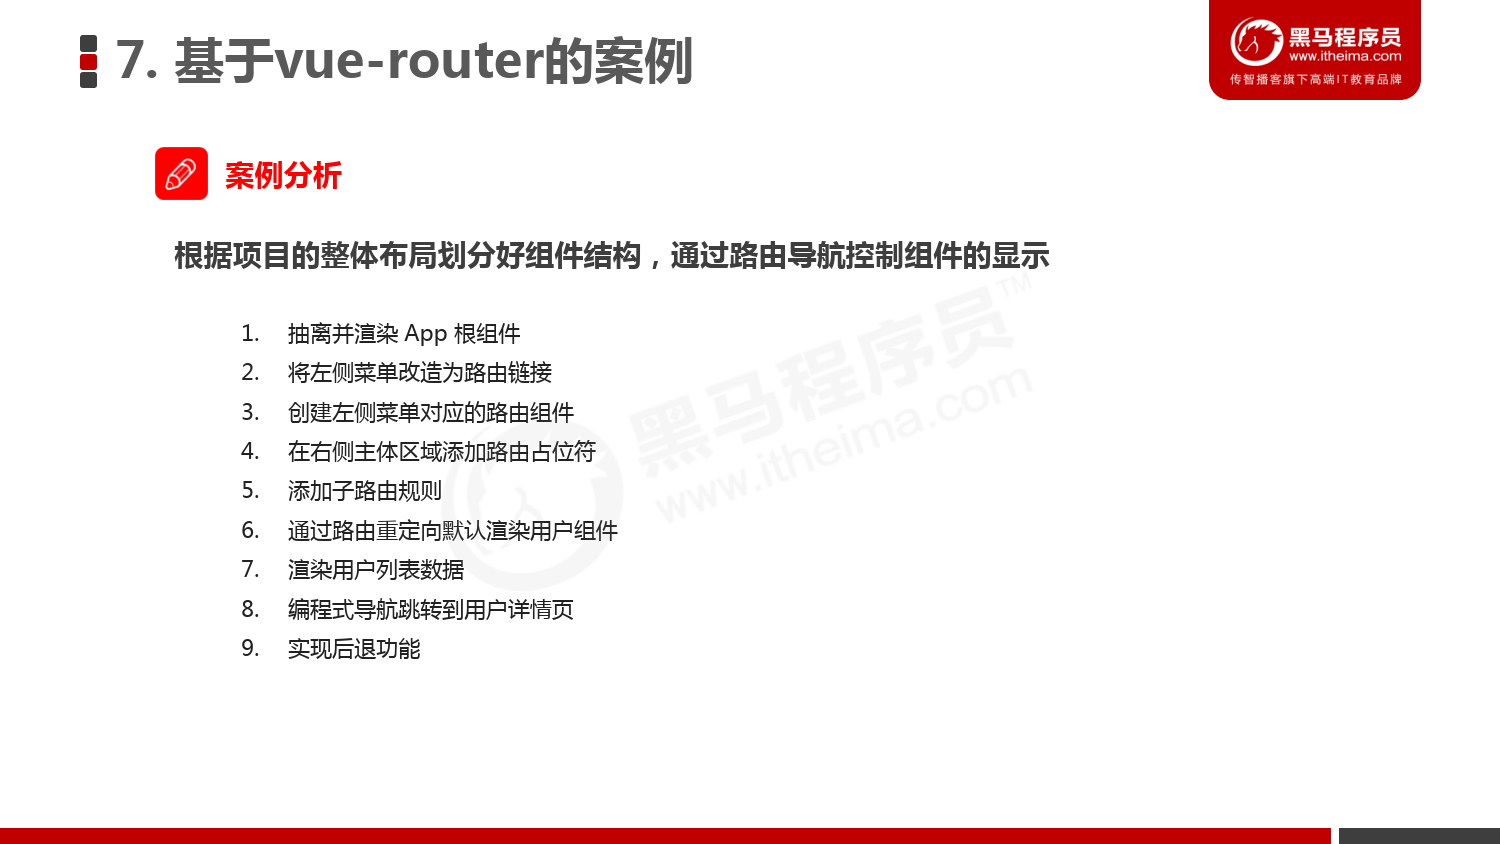 7. 基于vue-router的案例
黑马程序员
www.itheima.com
传智播客旗下高端IT教育品牌
案例分析
根据项目的整体布局划分好组件结构，通过路由导航控制组件的显示
1. 抽离并渲染 App 根组件
2. 将左侧菜单改造为路由链接
3. 创建左侧菜单对应的路由组件
4. 在右侧主体区域添加路由占位符
5. 添加子路由规则
6. 通过路由重定向默认渲染用户组件
7. 渲染用户列表数据
8. 编程式导航跳转到用户详情页
9. 实现后退功能
黑马程序员™
www.itheima.com